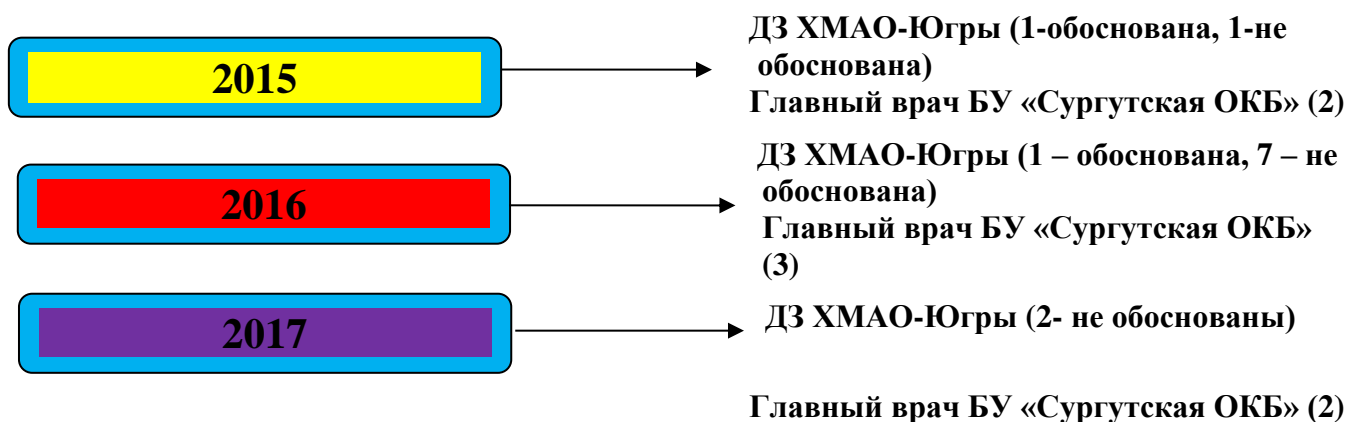 2015
ДЗ ХМАО-Югры (1-обоснована, 1-не
обоснована)
Главный врач БУ «Сургутская ОКБ» (2)
2016
ДЗ ХМАО-Югры (1 – обоснована, 7 – не
обоснована)
Главный врач БУ «Сургутская ОКБ»
(3)
2017
ДЗ ХМАО-Югры (2- не обоснованы)
Главный врач БУ «Сургутская ОКБ» (2)